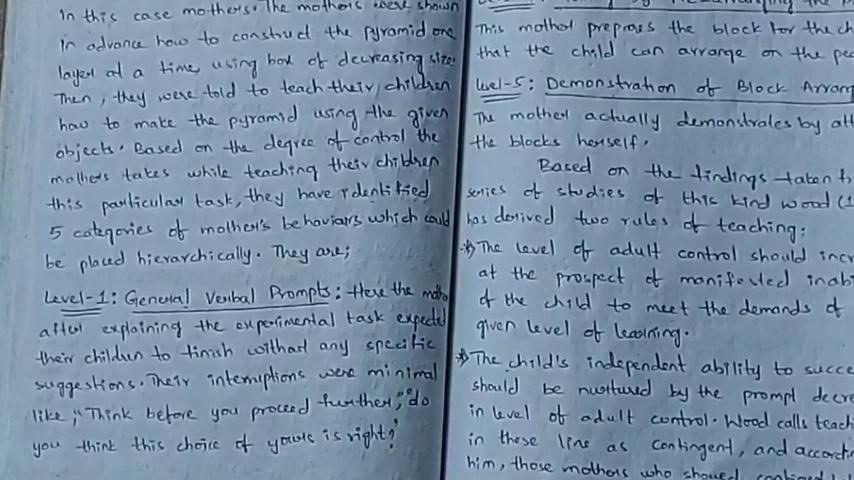 In this case mothers. The mothers were shown
in advance how to construct the pyramid one
layer at a time, using box of decreasing size.
Then, they were told to teach their children
how to make the pyramid using the given
objects. Based on the degree of control the
mothers takes while teaching their children
this particular task, they have identified
5 categories of mother's behaviours which could
be placed hierarchically. They are;
Level-1: General Verbal Prompts: Here the mother
after explaining the experimental task expected
their children to finish without any specific
suggestions. Their interruptions were minimal
like, "Think before you proceed further", "do
you think this choice of yours is right?"
This mother prepares the block for the
that the child can arrange on the
Level-5: Demonstration of Block
The mother actually demonstrates by
the blocks herself.
Based on the findings taken
series of studies of this kind Wood
has derived two rules of teaching:
* The level of adult control should
at the prospect of manifested
of the child to meet the demands of
given level of learning.
* The child's independent ability to
should be nurtured by the prompt
in level of adult control. Wood calls
in these line as contingent, and
him, those mothers who showed